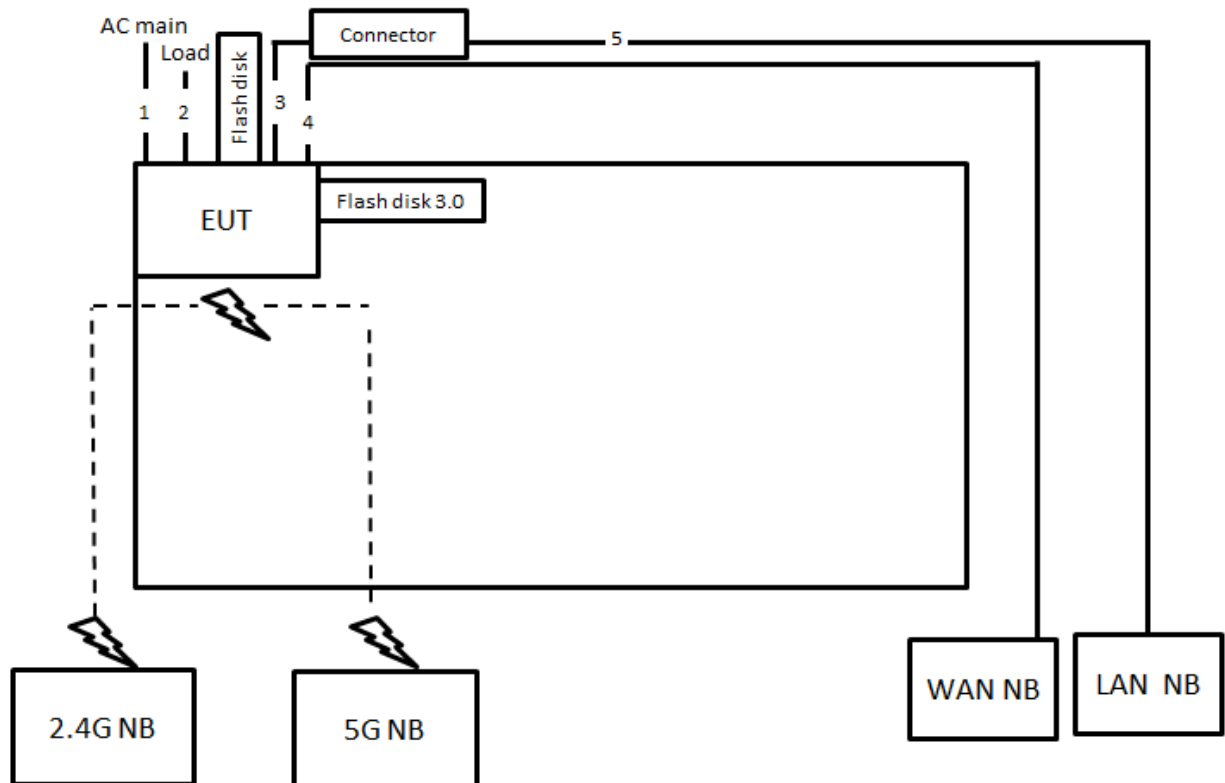 AC main
Load
Flash disk
Connector
5
1
2
3
4
EUT
Flash disk 3.0
2.4G NB
5G NB
WAN NB
LAN NB